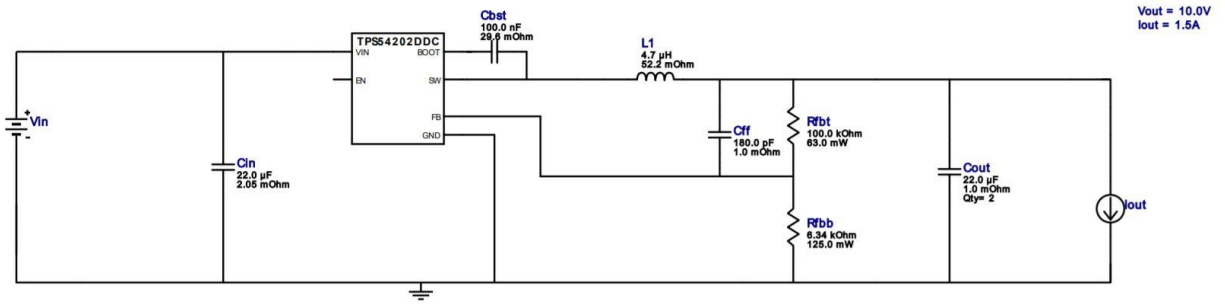 Vout = 10.0V
Iout = 1.5A
Cbst
100.0 nF
29.6 mOhm
TPS54202DDC
VIN
BOOT
EN
SW
FB
GND
L1
4.7 µH
52.2 mOhm
Vin
+
-
Cin
22.0 µF
2.05 mOhm
Cff
180.0 pF
1.0 mOhm
Rfbt
100.0 kOhm
63.0 mW
Cout
22.0 µF
1.0 mOhm
Qty= 2
Iout
Rfbb
6.34 kOhm
125.0 mW